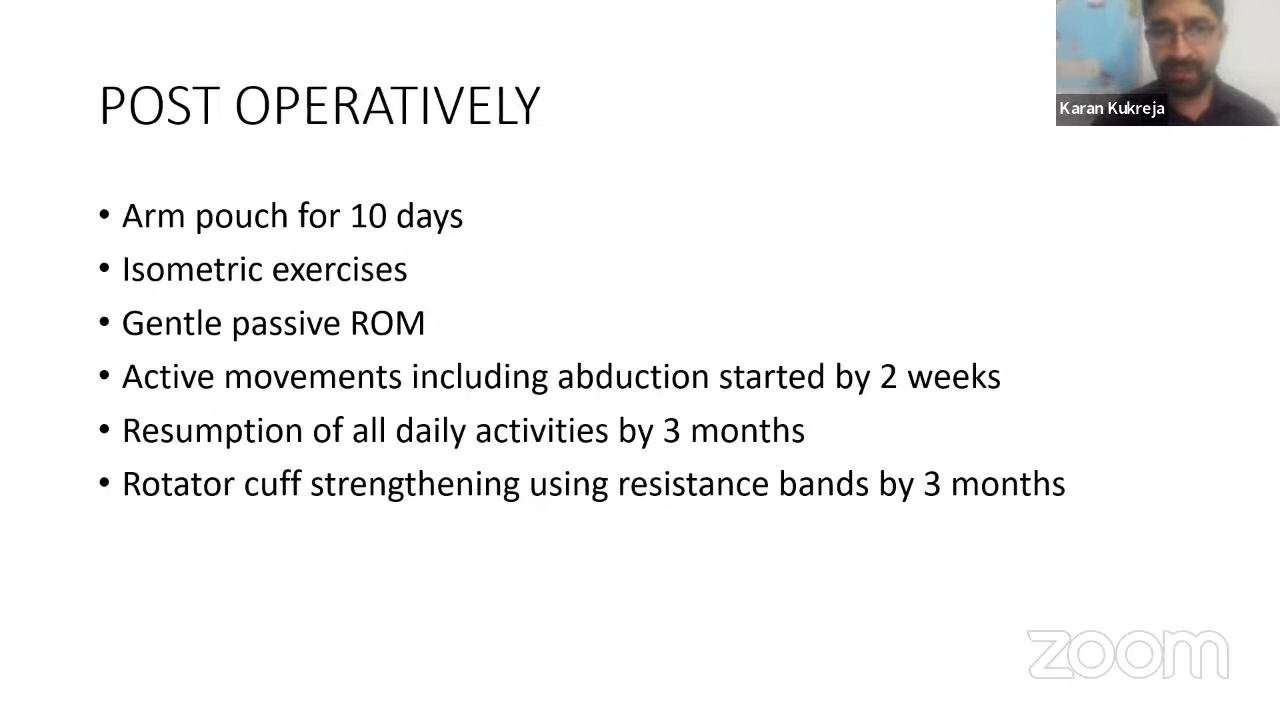 POST OPERATIVELY
Karan Kukreja
• Arm pouch for 10 days
• Isometric exercises
• Gentle passive ROM
• Active movements including abduction started by 2 weeks
• Resumption of all daily activities by 3 months
• Rotator cuff strengthening using resistance bands by 3 months
zoom